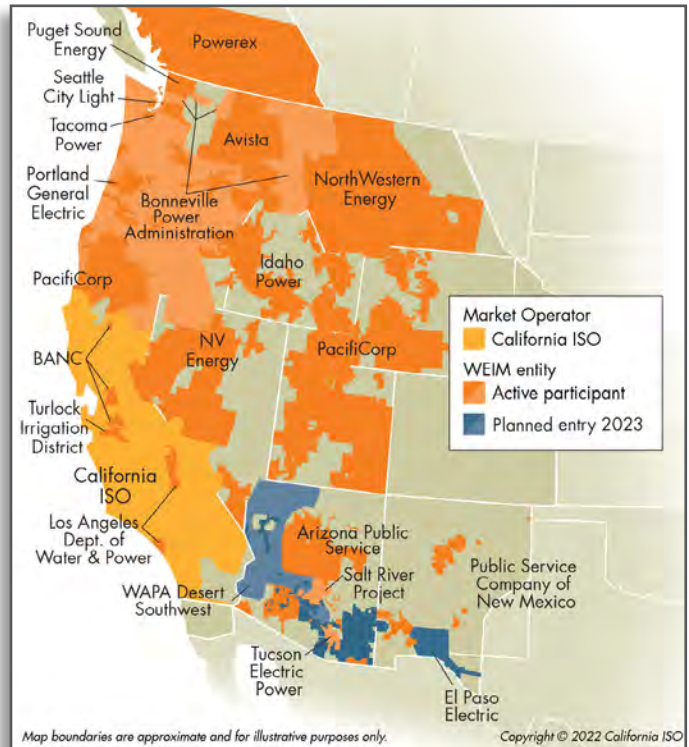 Puget Sound
Energy
Powerex
Seattle
City Light
Tacoma
Power
Avista
Portland
General
Electric
Bonneville
Power
Administration
NorthWestern
Energy
PacifiCorp
Idaho
Power
BANC
NV
Energy
PacifiCorp
Market Operator
California ISO
WEIM entity
Active participant
Planned entry 2023
Turlock
Irrigation
District
California
ISO
Los Angeles
Dept. of
Water & Power
Arizona Public
Service
Salt River
Project
Public Service
Company of
New Mexico
WAPA Desert
Southwest
Tucson
Electric
Power
El Paso
Electric
Map boundaries are approximate and for illustrative purposes only.
Copyright © 2022 California ISO